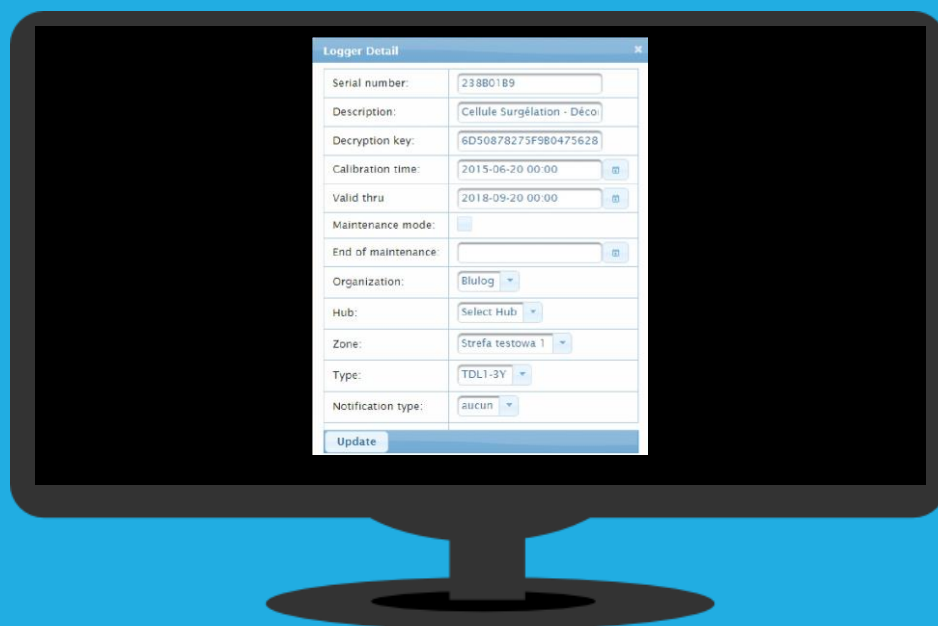 Logger Detail
Serial number: 238B01B9
Description: Cellule Surgélation - Déco
Decryption key: 6D50878275F9B0475628
Calibration time: 2015-06-20 00:00
Valid thru 2018-09-20 00:00
Maintenance mode:
End of maintenance:
Organization: Blulog
Hub: Select Hub
Zone: Strefa testowa 1
Type: TDL1-3Y
Notification type: aucun
Update